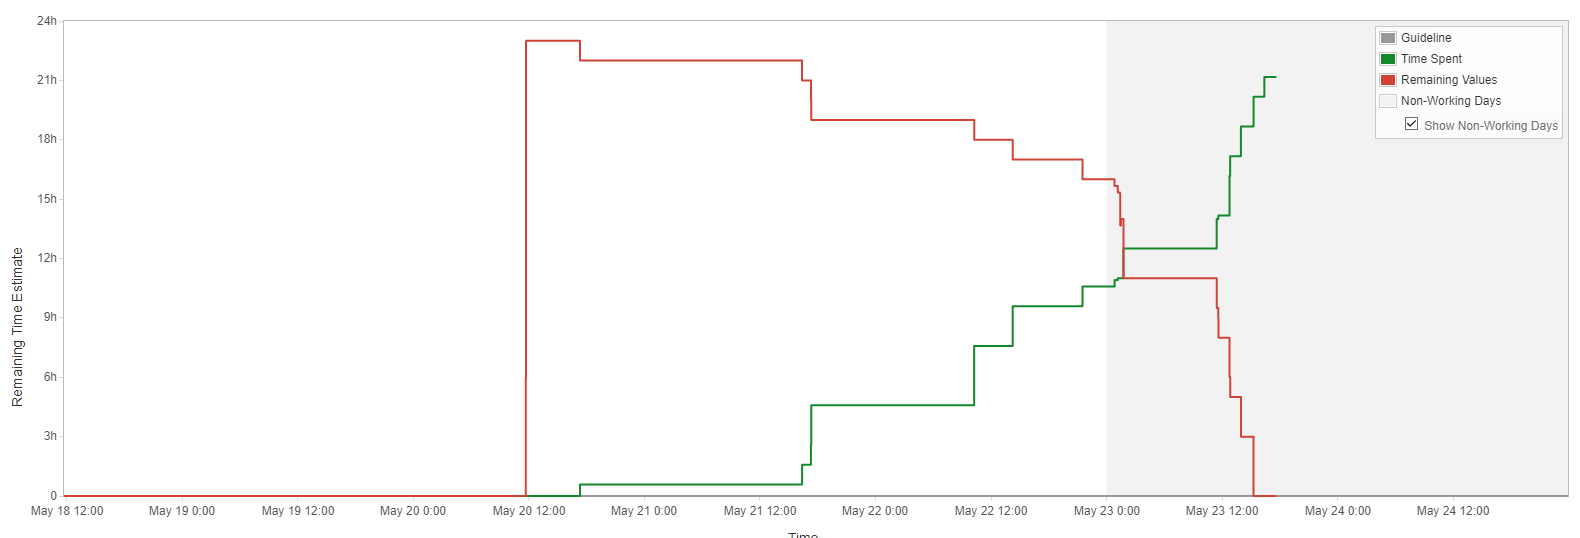 24h
21h
18h
15h
12h
9h
6h
3h
0
Remaining Time Estimate
Guideline
Time Spent
Remaining Values
Non-Working Days
Show Non-Working Days
May 18 12:00
May 19 0:00
May 19 12:00
May 20 0:00
May 20 12:00
May 21 0:00
May 21 12:00
May 22 0:00
May 22 12:00
May 23 0:00
May 23 12:00
May 24 0:00
May 24 12:00
Time